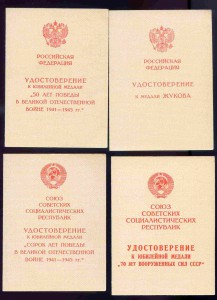 РОССИЙСКАЯ
ФЕДЕРАЦИЯ
УДОСТОВЕРЕНИЕ
К ЮБИЛЕЙНОЙ МЕДАЛИ
"50 ЛЕТ ПОБЕДЫ
В ВЕЛИКОЙ ОТЕЧЕСТВЕННОЙ
ВОЙНЕ 1941—1945 гг."
РОССИЙСКАЯ
ФЕДЕРАЦИЯ
УДОСТОВЕРЕНИЕ
К МЕДАЛИ ЖУКОВА
СОЮЗ
СОВЕТСКИХ
СОЦИАЛИСТИЧЕСКИХ
РЕСПУБЛИК
УДОСТОВЕРЕНИЕ
К ЮБИЛЕЙНОЙ МЕДАЛИ
„СОРОК ЛЕТ ПОБЕДЫ
В ВЕЛИКОЙ ОТЕЧЕСТВЕННОЙ
ВОЙНЕ 1941—1945 гг."
СОЮЗ
СОВЕТСКИХ
СОЦИАЛИСТИЧЕСКИХ
РЕСПУБЛИК
УДОСТОВЕРЕНИЕ
К ЮБИЛЕЙНОЙ МЕДАЛИ
"70 ЛЕТ ВООРУЖЕННЫХ СИЛ СССР"